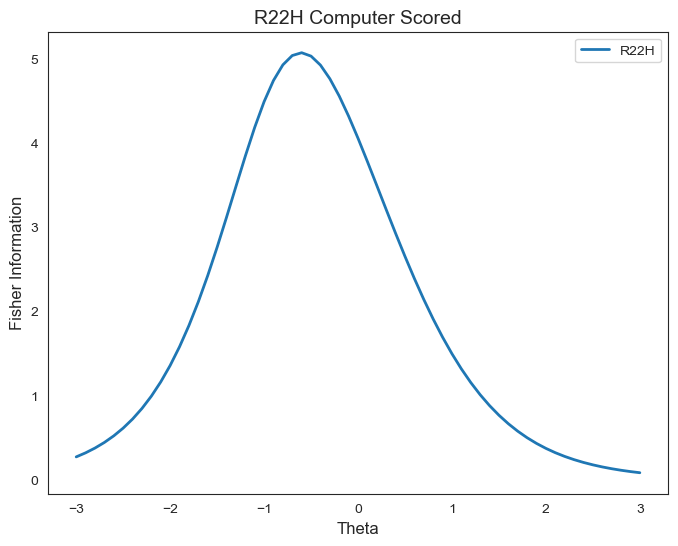 R22H Computer Scored
R22H
Fisher Information
5
4
3
2
1
0
−3 −2 −1 0 1 2 3
Theta